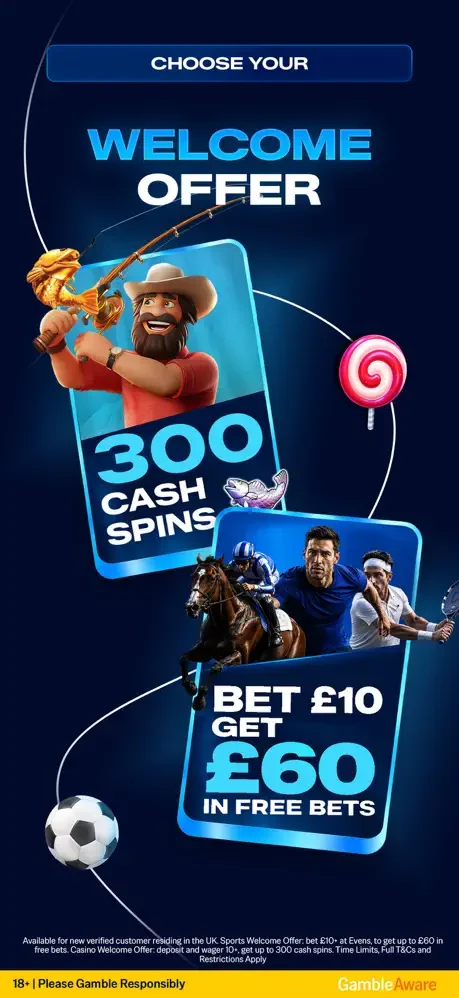 CHOOSE YOUR
WELCOME
OFFER
300
CASH
SPINS
BET £10
GET
£60
IN FREE BETS
Available for new verified customer residing in the UK. Sports Welcome Offer: bet £10+ at Evens, to get up to £60 in
free bets. Casino Welcome Offer: deposit and wager 10+, get up to 300 cash spins. Time Limits, Full T&Cs and
Restrictions Apply
18+ | Please Gamble Responsibly
GambleAware